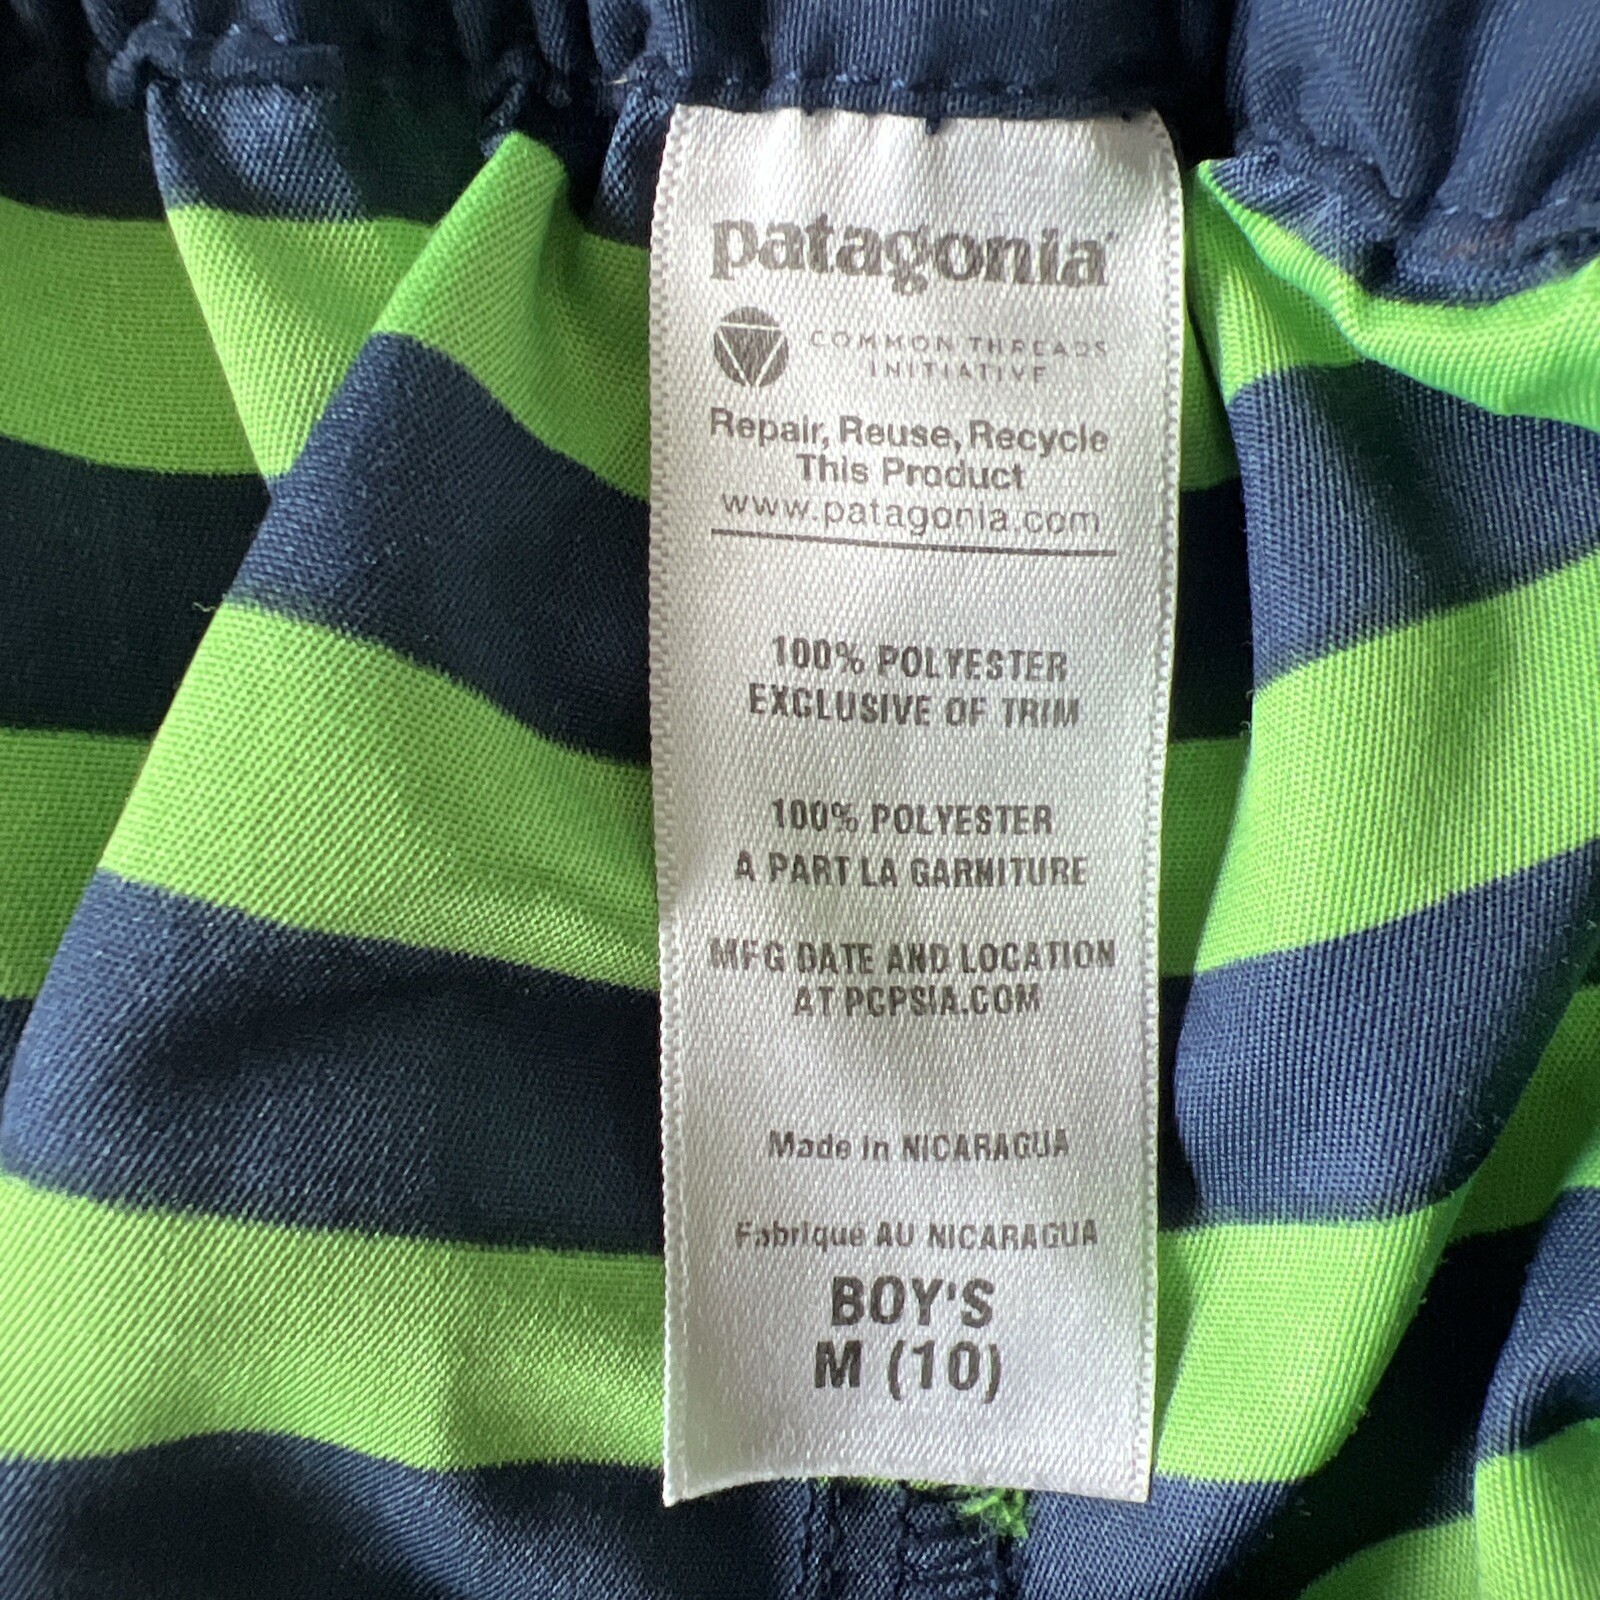 patagonia
COMMON THREADS
INITIATIVE
Repair, Reuse, Recycle
This Product
www.patagonia.com
100% POLYESTER
EXCLUSIVE OF TRIM
100% POLYESTER
A PART LA GARNITURE
MFG DATE AND LOCATION
AT PCPSIA.COM
Made in NICARAGUA
Fabrique AU NICARAGUA
BOY'S
M (10)